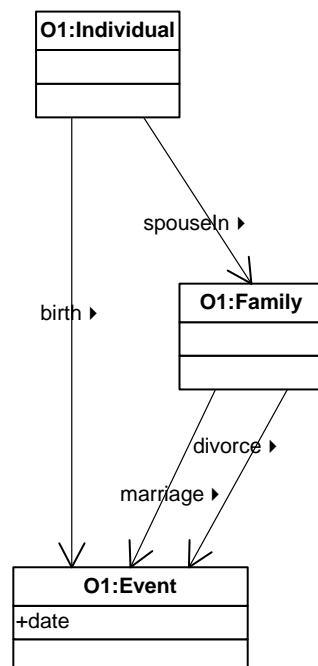 O1:Individual
spouseIn ▸
O1:Family
birth ▸
divorce ▸
marriage ▸
O1:Event
+date